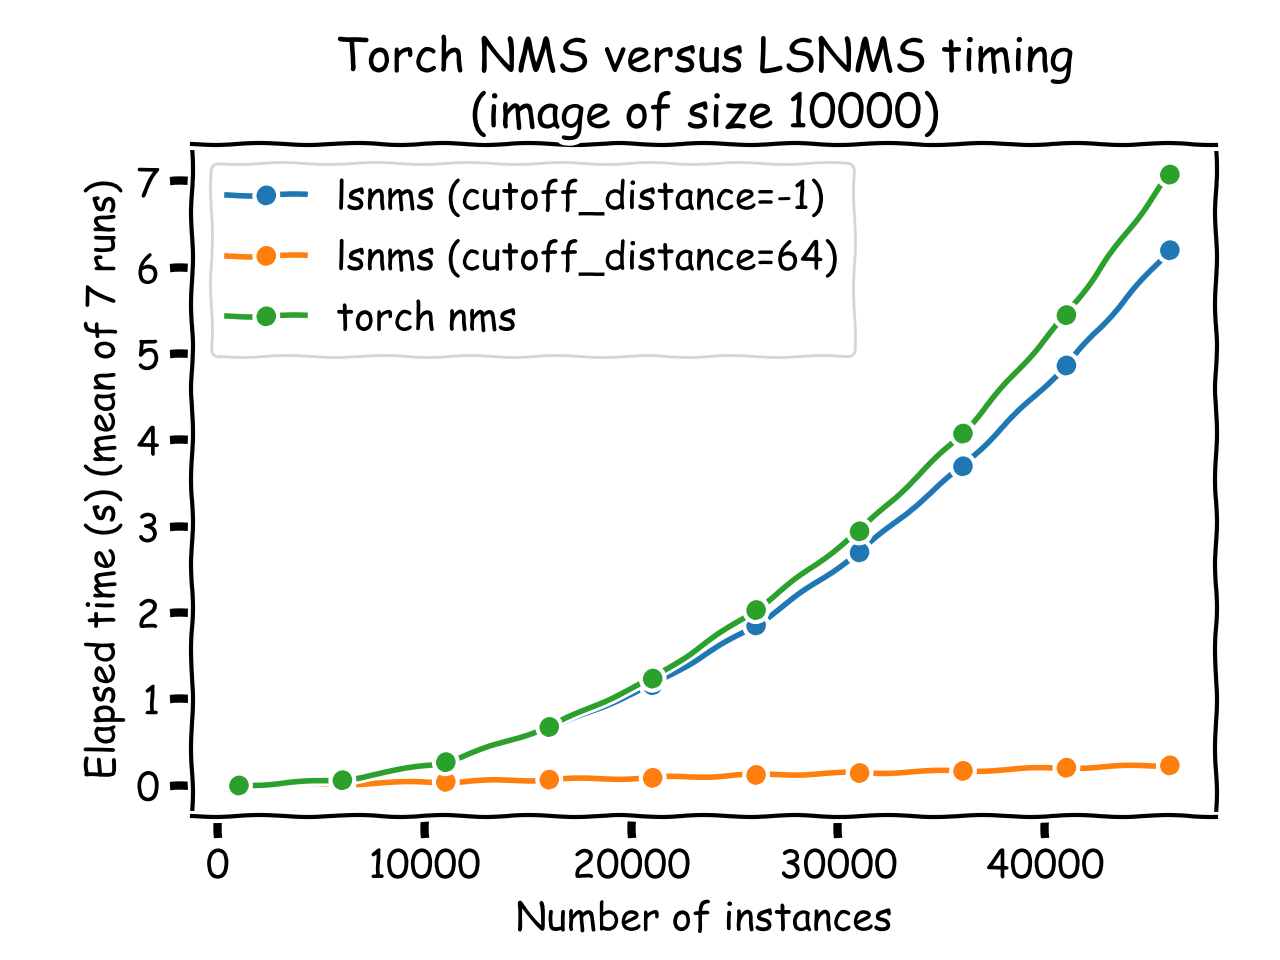 Torch NMS versus LSNMS timing
(image of size 10000)
lsnms (cutoff_distance=-1)
lsnms (cutoff_distance=64)
torch nms
Elapsed time (s) (mean of 7 runs)
7
6
5
4
3
2
1
0
0 10000 20000 30000 40000
Number of instances